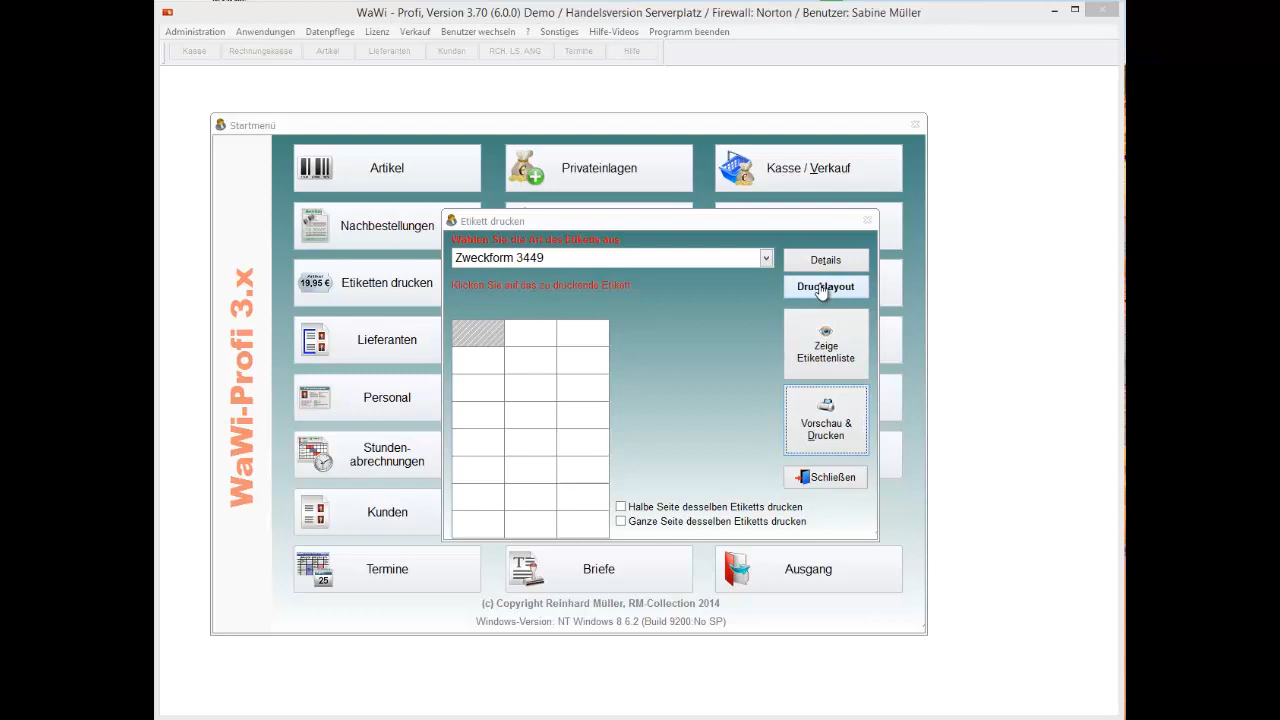 WaWi - Profi, Version 3.70 (6.0.0) Demo / Handelsversion Serverplatz / Firewall: Norton / Benutzer: Sabine Müller
Administration Anwendungen Datenpflege Lizenz Verkauf Benutzer wechseln ? Sonstiges Hilfe-Videos Programm beenden
Kasse Rechnungskasse Artikel Lieferanten Kunden RCH, LS, ANG Termine Hilfe
Startmenü
WaWi-Profi 3.x
Artikel
Privateinlagen
Kasse / Verkauf
Nachbestellungen
19,95 €
Etiketten drucken
Lieferanten
Personal
Stunden-
abrechnungen
Kunden
25
Termine
Briefe
Ausgang
(c) Copyright Reinhard Müller, RM-Collection 2014
Windows-Version: NT Windows 8 6.2 (Build 9200:No SP)
Etikett drucken
Wählen Sie die Art des Etiketts aus
Zweckform 3449
Klicken Sie auf das zu druckende Etikett
Details
Drucklayout
Zeige
Etikettenliste
Vorschau &
Drucken
Schließen
Halbe Seite desselben Etiketts drucken
Ganze Seite desselben Etiketts drucken